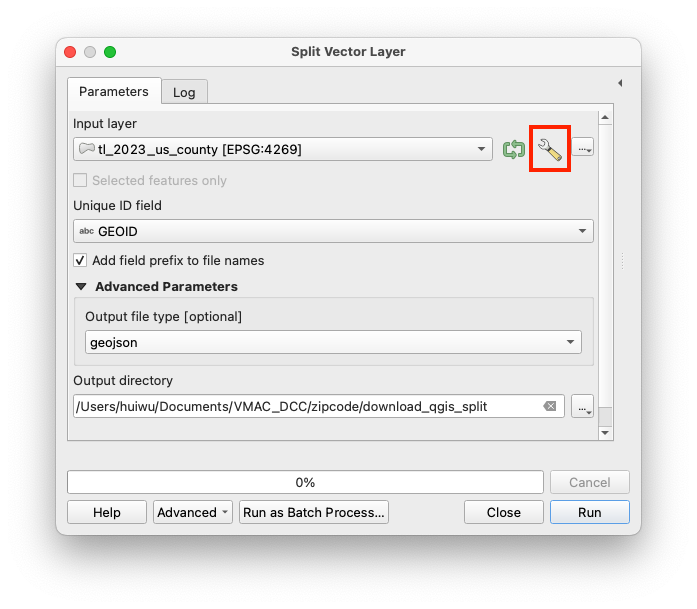 Split Vector Layer
Parameters
Log
Input layer
tl_2023_us_county [EPSG:4269]
...
Selected features only
Unique ID field
abc GEOID
Add field prefix to file names
Advanced Parameters
Output file type [optional]
geojson
Output directory
/Users/huiwu/Documents/VMAC_DCC/zipcode/download_qgis_split
...
0%
Cancel
Help
Advanced
Run as Batch Process...
Close
Run